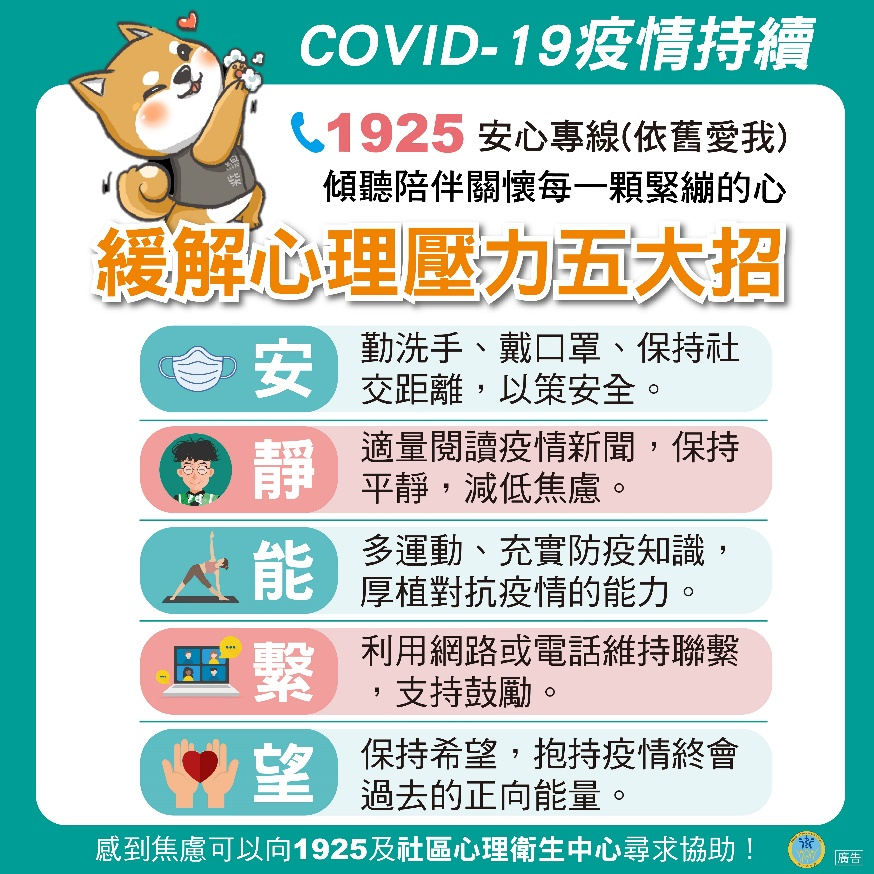 COVID-19疫情持續
1925 安心專線(依舊愛我)
傾聽陪伴關懷每一顆緊繃的心
緩解心理壓力五大招
安
勤洗手、戴口罩、保持社
交距離，以策安全。
靜
適量閱讀疫情新聞，保持
平靜，減低焦慮。
能
多運動、充實防疫知識，
厚植對抗疫情的能力。
繫
利用網路或電話維持聯繫
，支持鼓勵。
望
保持希望，抱持疫情終會
過去的正向能量。
感到焦慮可以向1925及社區心理衛生中心尋求協助！
廣告